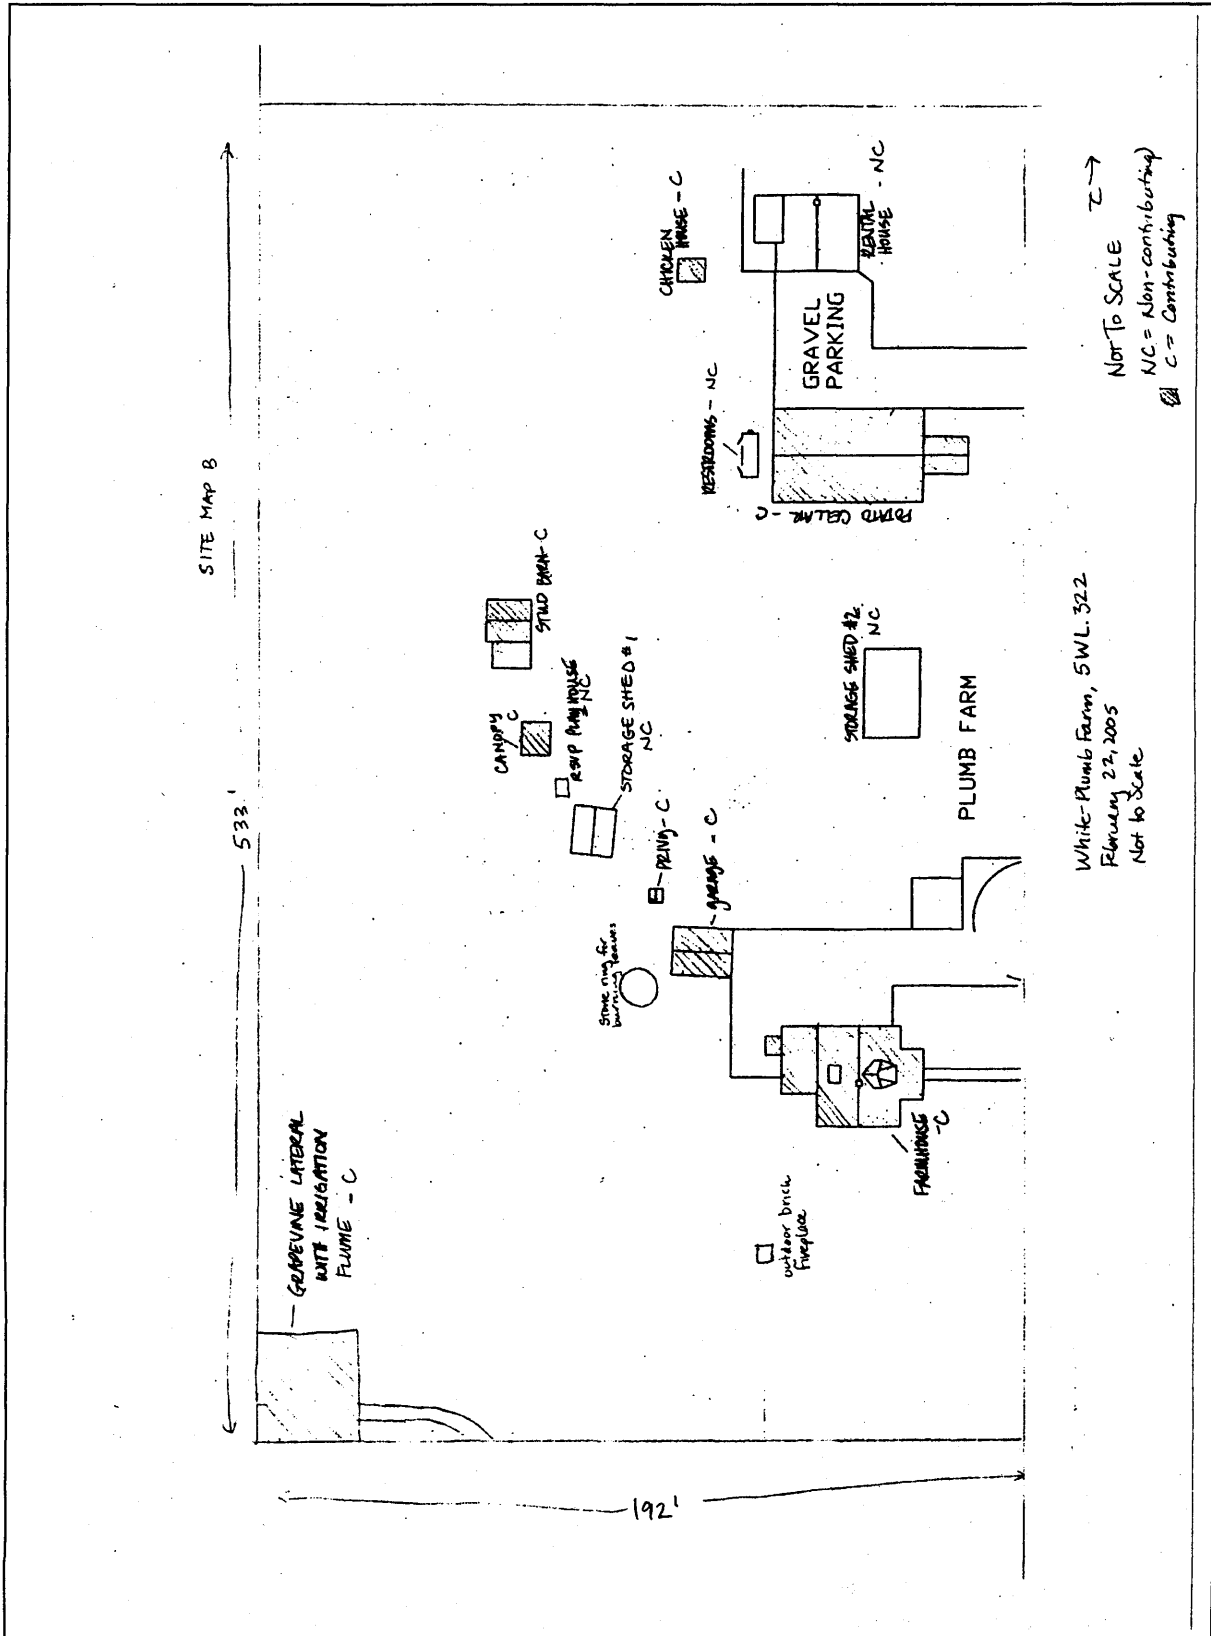 SITE MAP B
533'
192'
GRAPEVINE LATERAL
WITH IRRIGATION
FLUME - C
CANOPY
C
STUD BARN - C
RSVP PLAYHOUSE
NC
STORAGE SHED #1
NC
PRIVY - C
Stone ring for
burning leaves
GARAGE - C
outdoor brick
fireplace
FARMHOUSE
-C
CHICKEN
HOUSE - C
RESTROOMS - NC
RENTAL
HOUSE - NC
GRAVEL
PARKING
POTATO CELLAR - C
STORAGE SHED #2
NC
PLUMB FARM
White-Plumb Farm, 5WL.322
February 22, 2005
Not to Scale
NOT TO SCALE
N →
NC = Non-contributing
C = Contributing